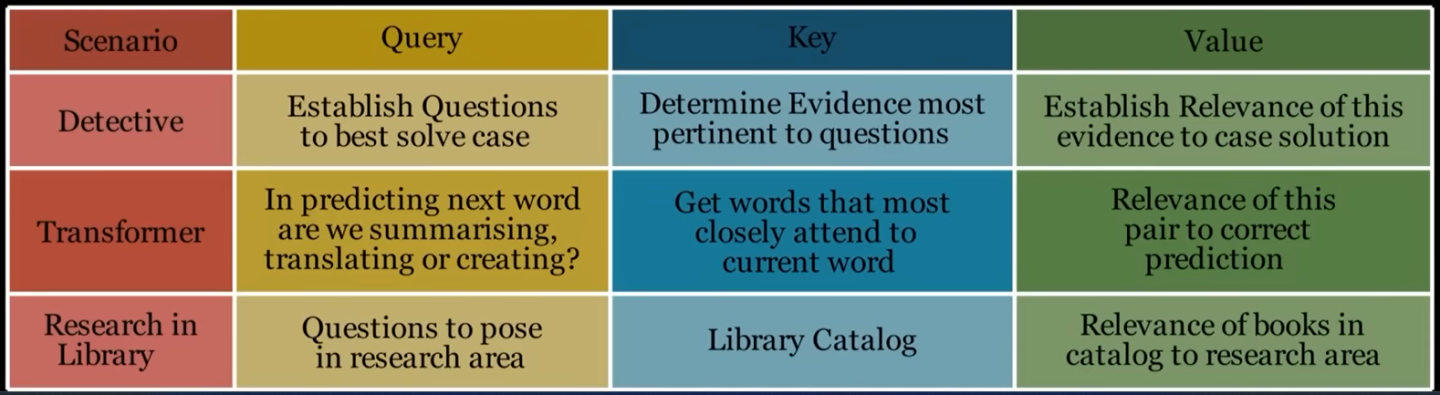 Scenario
Query
Key
Value
Detective
Establish Questions
to best solve case
Determine Evidence most
pertinent to questions
Establish Relevance of this
evidence to case solution
Transformer
In predicting next word
are we summarising,
translating or creating?
Get words that most
closely attend to
current word
Relevance of this
pair to correct
prediction
Research in
Library
Questions to pose
in research area
Library Catalog
Relevance of books in
catalog to research area